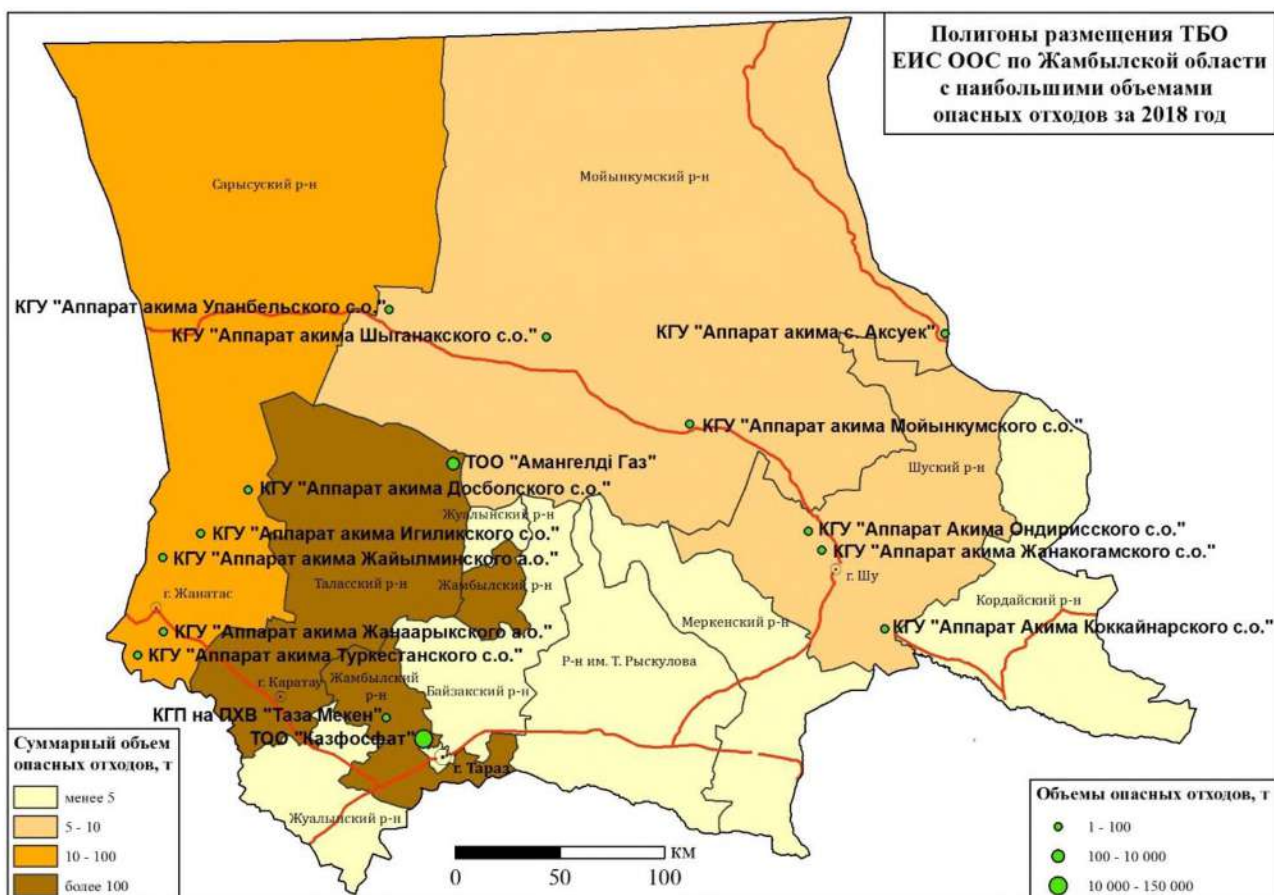 Полигоны размещения ТБО
ЕИС ООС по Жамбылской области
с наибольшими объемами
опасных отходов за 2018 год
Сарысуский р-н
Мойынкумский р-н
КГУ "Аппарат акима Уланбельского с.о."
КГУ "Аппарат акима Шыганакского с.о."
КГУ "Аппарат акима с. Аксуек"
КГУ "Аппарат акима Мойынкумского с.о."
ТОО "Амангелді Газ"
Шуский р-н
КГУ "Аппарат акима Досболского с.о."
Жуалынский р-н
КГУ "Аппарат акима Игиликского с.о."
КГУ "Аппарат Акима Ондирисского с.о."
КГУ "Аппарат акима Жайылминского а.о."
КГУ "Аппарат акима Жанакогамского с.о."
г. Шу
Таласский р-н
Жамбылский р-н
г. Жанатас
Кордайский р-н
Меркенский р-н
КГУ "Аппарат акима Жанаарыкского а.о."
КГУ "Аппарат Акима Коккайнарского с.о."
КГУ "Аппарат акима Туркестанского с.о."
Р-н им. Т. Рыскулова
г. Каратау
Жамбылский
р-н
Байзакский р-н
КГП на ПХВ "Таза Мекен"
ТОО "Казфосфат"
г. Тараз
Жуалынский р-н
Суммарный объем
опасных отходов, т
менее 5
5 - 10
10 - 100
более 100
км
0 50 100
Объемы опасных отходов, т
1 - 100
100 - 10 000
10 000 - 150 000